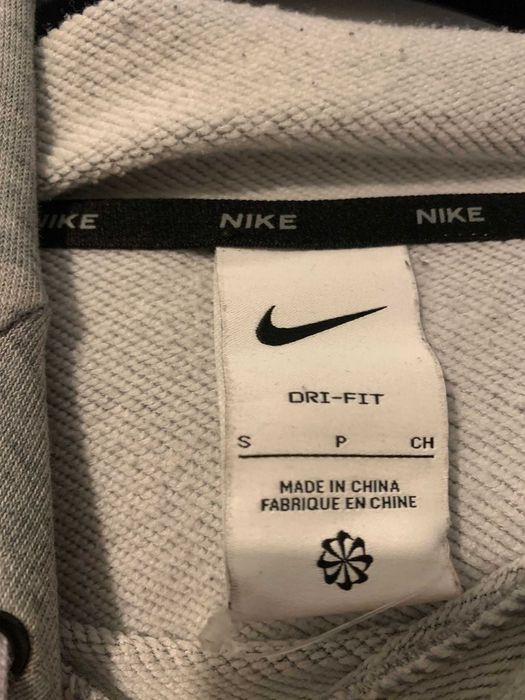 NIKE NIKE NIKE
DRI-FIT
S P CH
MADE IN CHINA
FABRIQUE EN CHINE